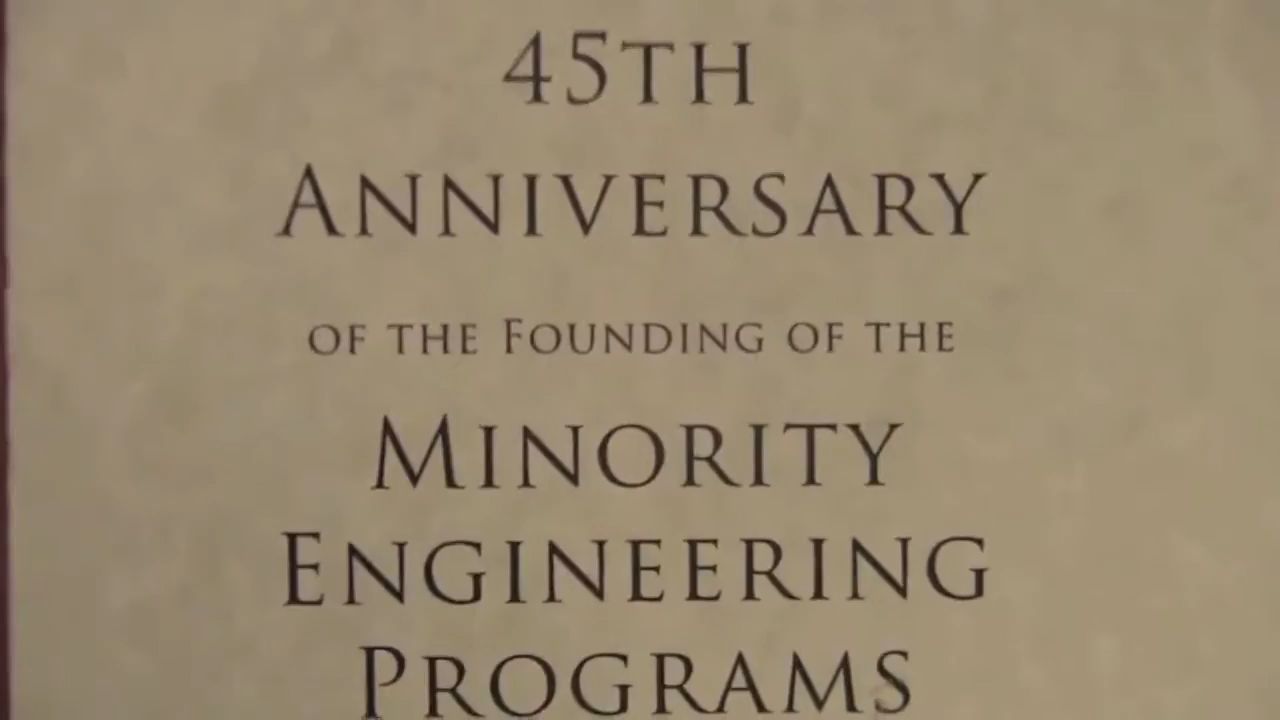 45TH
ANNIVERSARY
OF THE FOUNDING OF THE
MINORITY
ENGINEERING
PROGRAMS